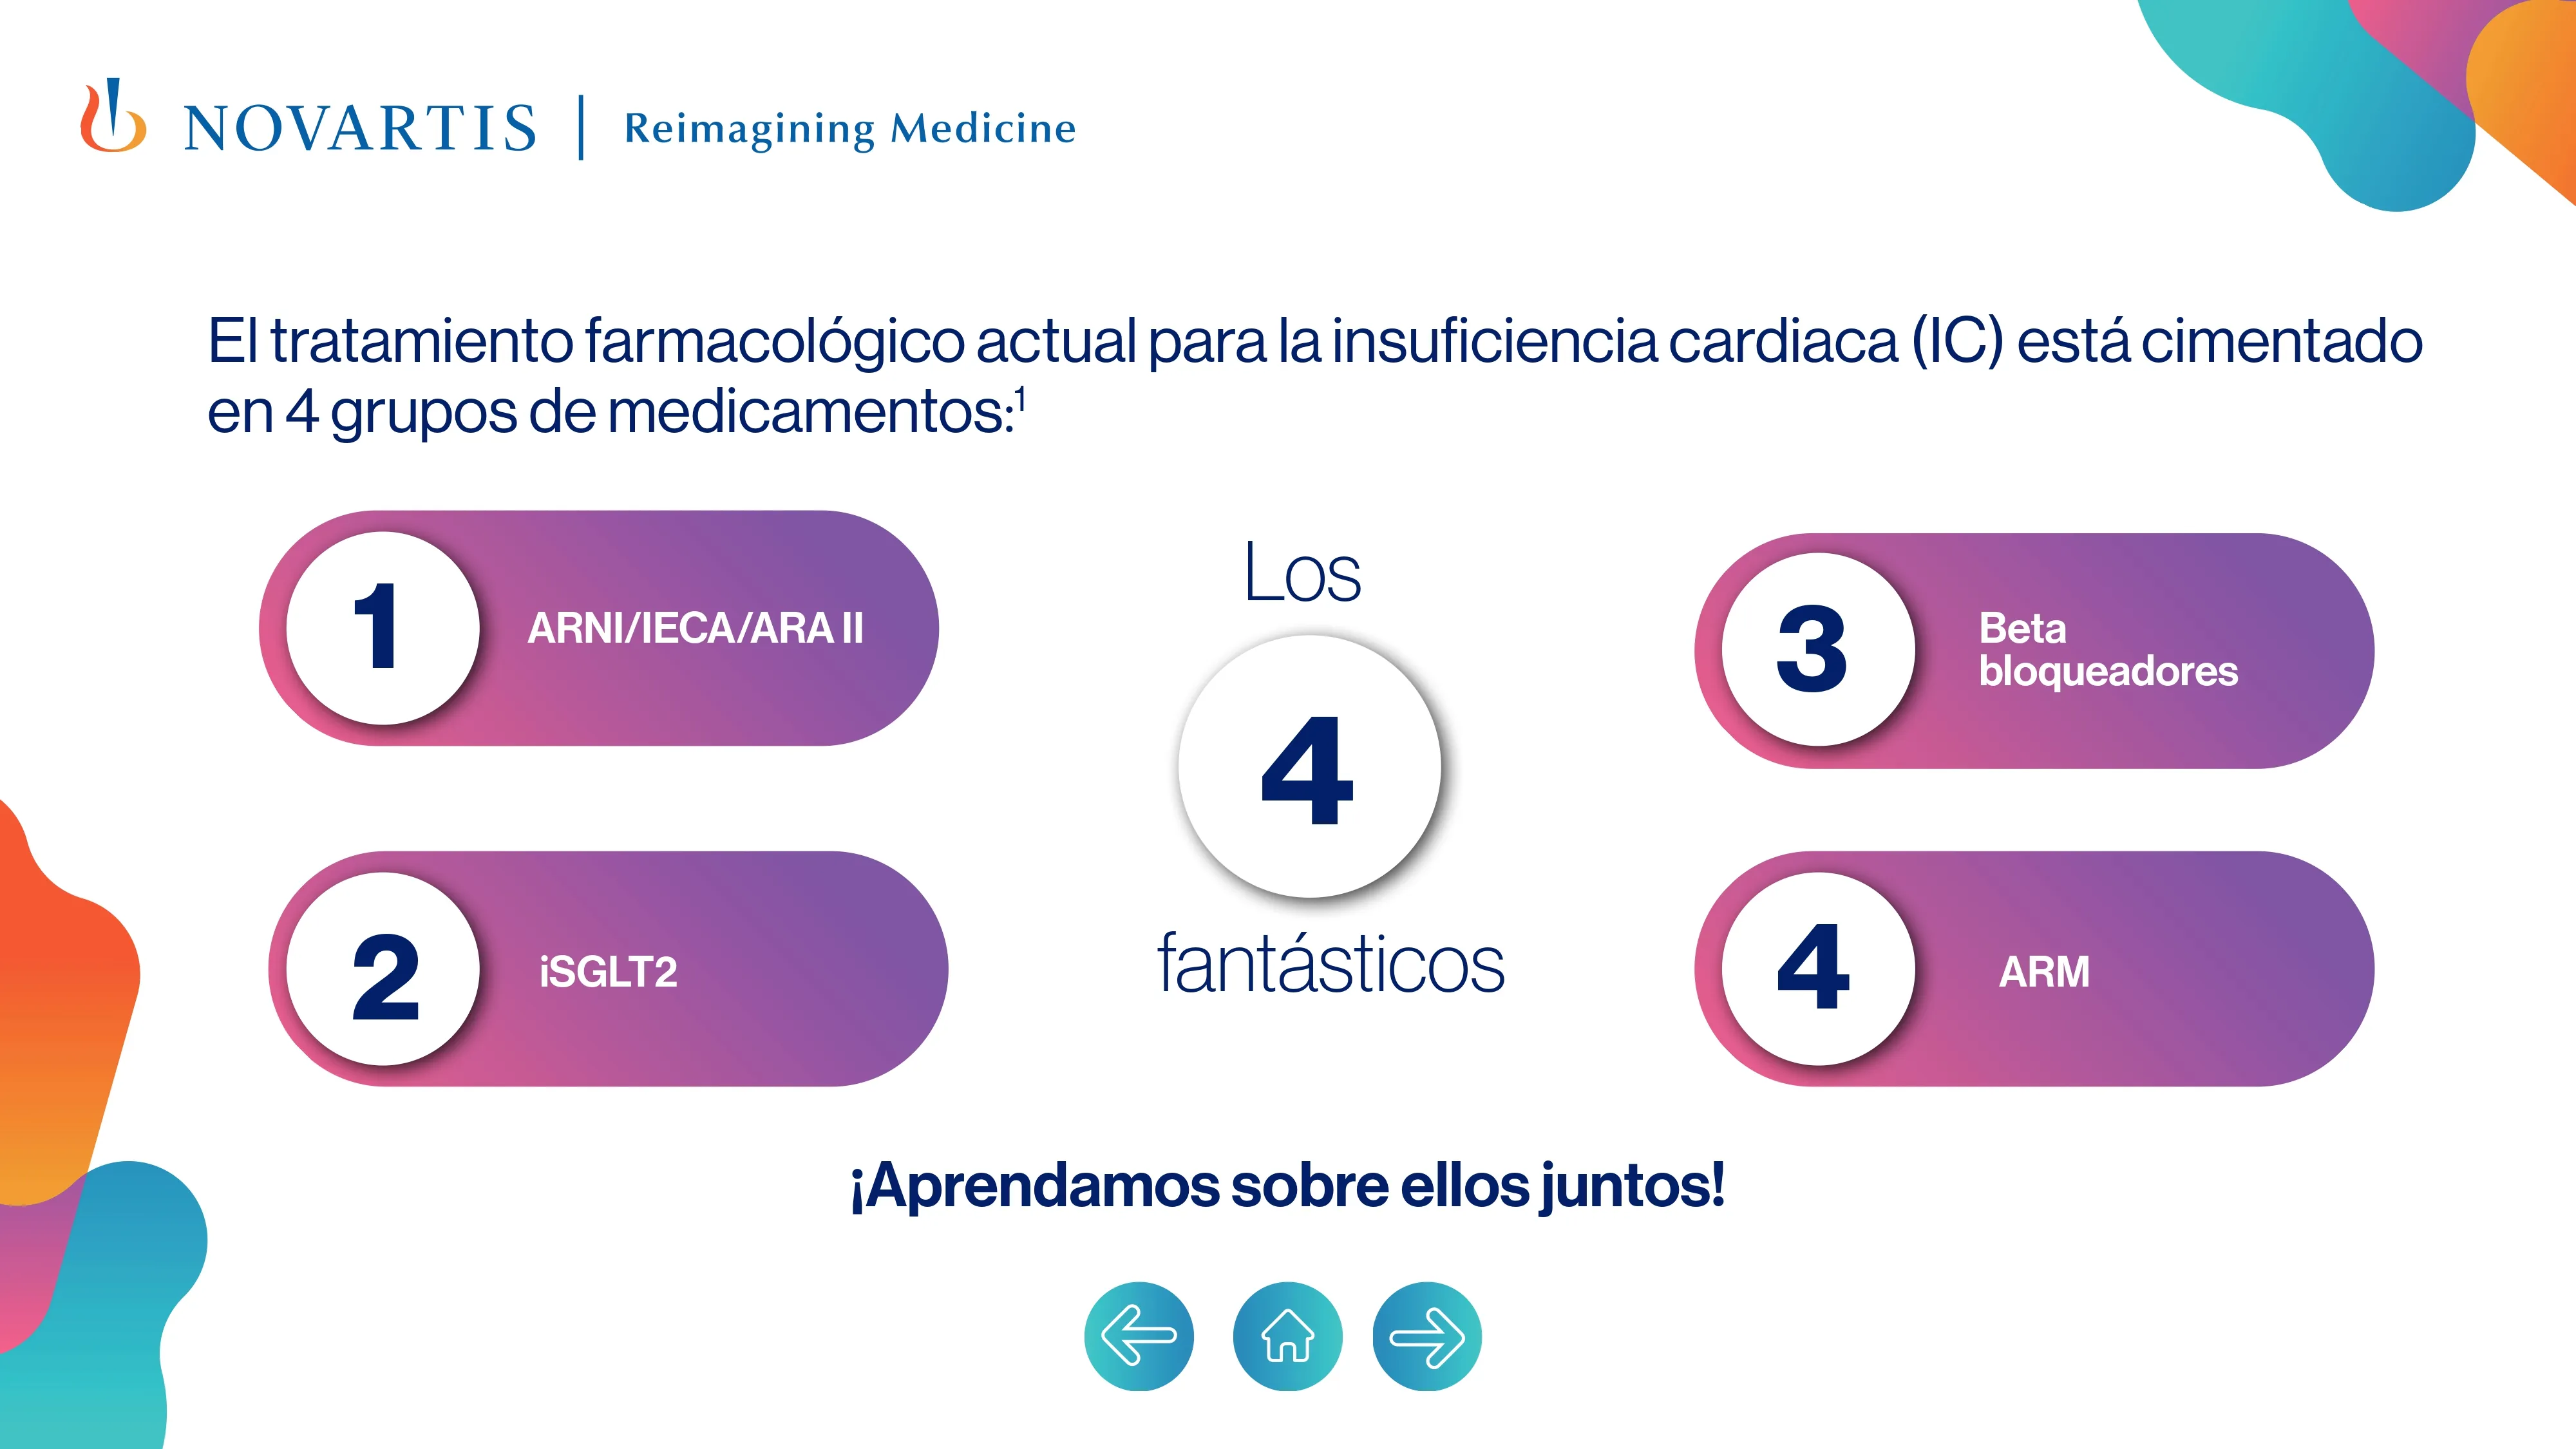 NOVARTIS | Reimagining Medicine
El tratamiento farmacológico actual para la insuficiencia cardiaca (IC) está cimentado
en 4 grupos de medicamentos:¹
1
ARNI/IECA/ARA II
2
iSGLT2
Los
4
fantásticos
3
Beta
bloqueadores
4
ARM
¡Aprendamos sobre ellos juntos!